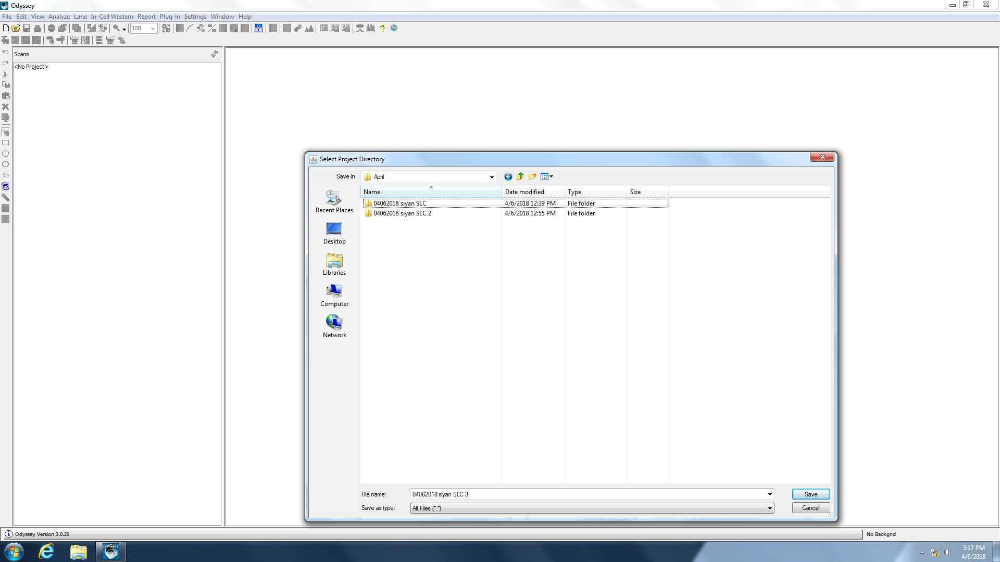 Odyssey
File Edit View Analyze Lane In-Cell Western Report Plug-in Settings Window Help
100
XXX
?
Scans
<No Project>
Select Project Directory
Save in: April
Name Date modified Type Size
04062018 siyan SLC 4/6/2018 12:39 PM File folder
04062018 siyan SLC 2 4/6/2018 12:55 PM File folder
Recent Places
Desktop
Libraries
Computer
Network
File name: 04062018 siyan SLC 3 Save
Save as type: All Files (*.*) Cancel
Odyssey Version 3.0.29 No Backgnd
ODYSSEY
3:17 PM
4/6/2018